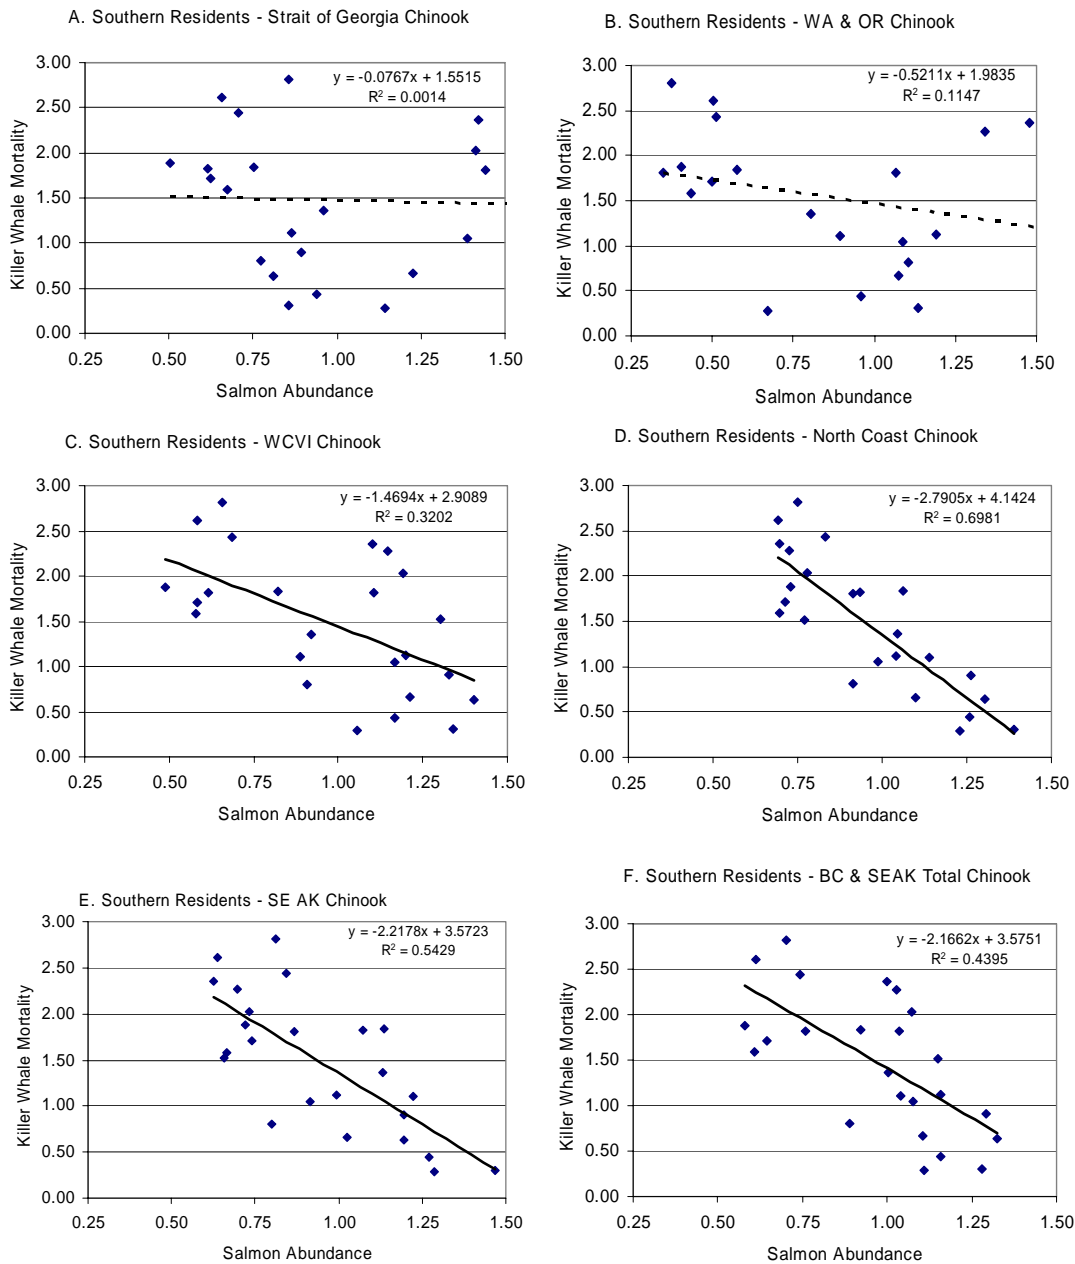 A. Southern Residents - Strait of Georgia Chinook
y = -0.0767x + 1.5515
R² = 0.0014
3.00
2.50
2.00
1.50
1.00
0.50
0.00
Killer Whale Mortality
0.25 0.50 0.75 1.00 1.25 1.50
Salmon Abundance
B. Southern Residents - WA & OR Chinook
y = -0.5211x + 1.9835
R² = 0.1147
3.00
2.50
2.00
1.50
1.00
0.50
0.00
Killer Whale Mortality
0.25 0.50 0.75 1.00 1.25 1.50
Salmon Abundance
C. Southern Residents - WCVI Chinook
y = -1.4694x + 2.9089
R² = 0.3202
3.00
2.50
2.00
1.50
1.00
0.50
0.00
Killer Whale Mortality
0.25 0.50 0.75 1.00 1.25 1.50
Salmon Abundance
D. Southern Residents - North Coast Chinook
y = -2.7905x + 4.1424
R² = 0.6981
3.00
2.50
2.00
1.50
1.00
0.50
0.00
Killer Whale Mortality
0.25 0.50 0.75 1.00 1.25 1.50
Salmon Abundance
E. Southern Residents - SE AK Chinook
y = -2.2178x + 3.5723
R² = 0.5429
3.00
2.50
2.00
1.50
1.00
0.50
0.00
Killer Whale Mortality
0.25 0.50 0.75 1.00 1.25 1.50
Salmon Abundance
F. Southern Residents - BC & SEAK Total Chinook
y = -2.1662x + 3.5751
R² = 0.4395
3.00
2.50
2.00
1.50
1.00
0.50
0.00
Killer Whale Mortality
0.25 0.50 0.75 1.00 1.25 1.50
Salmon Abundance